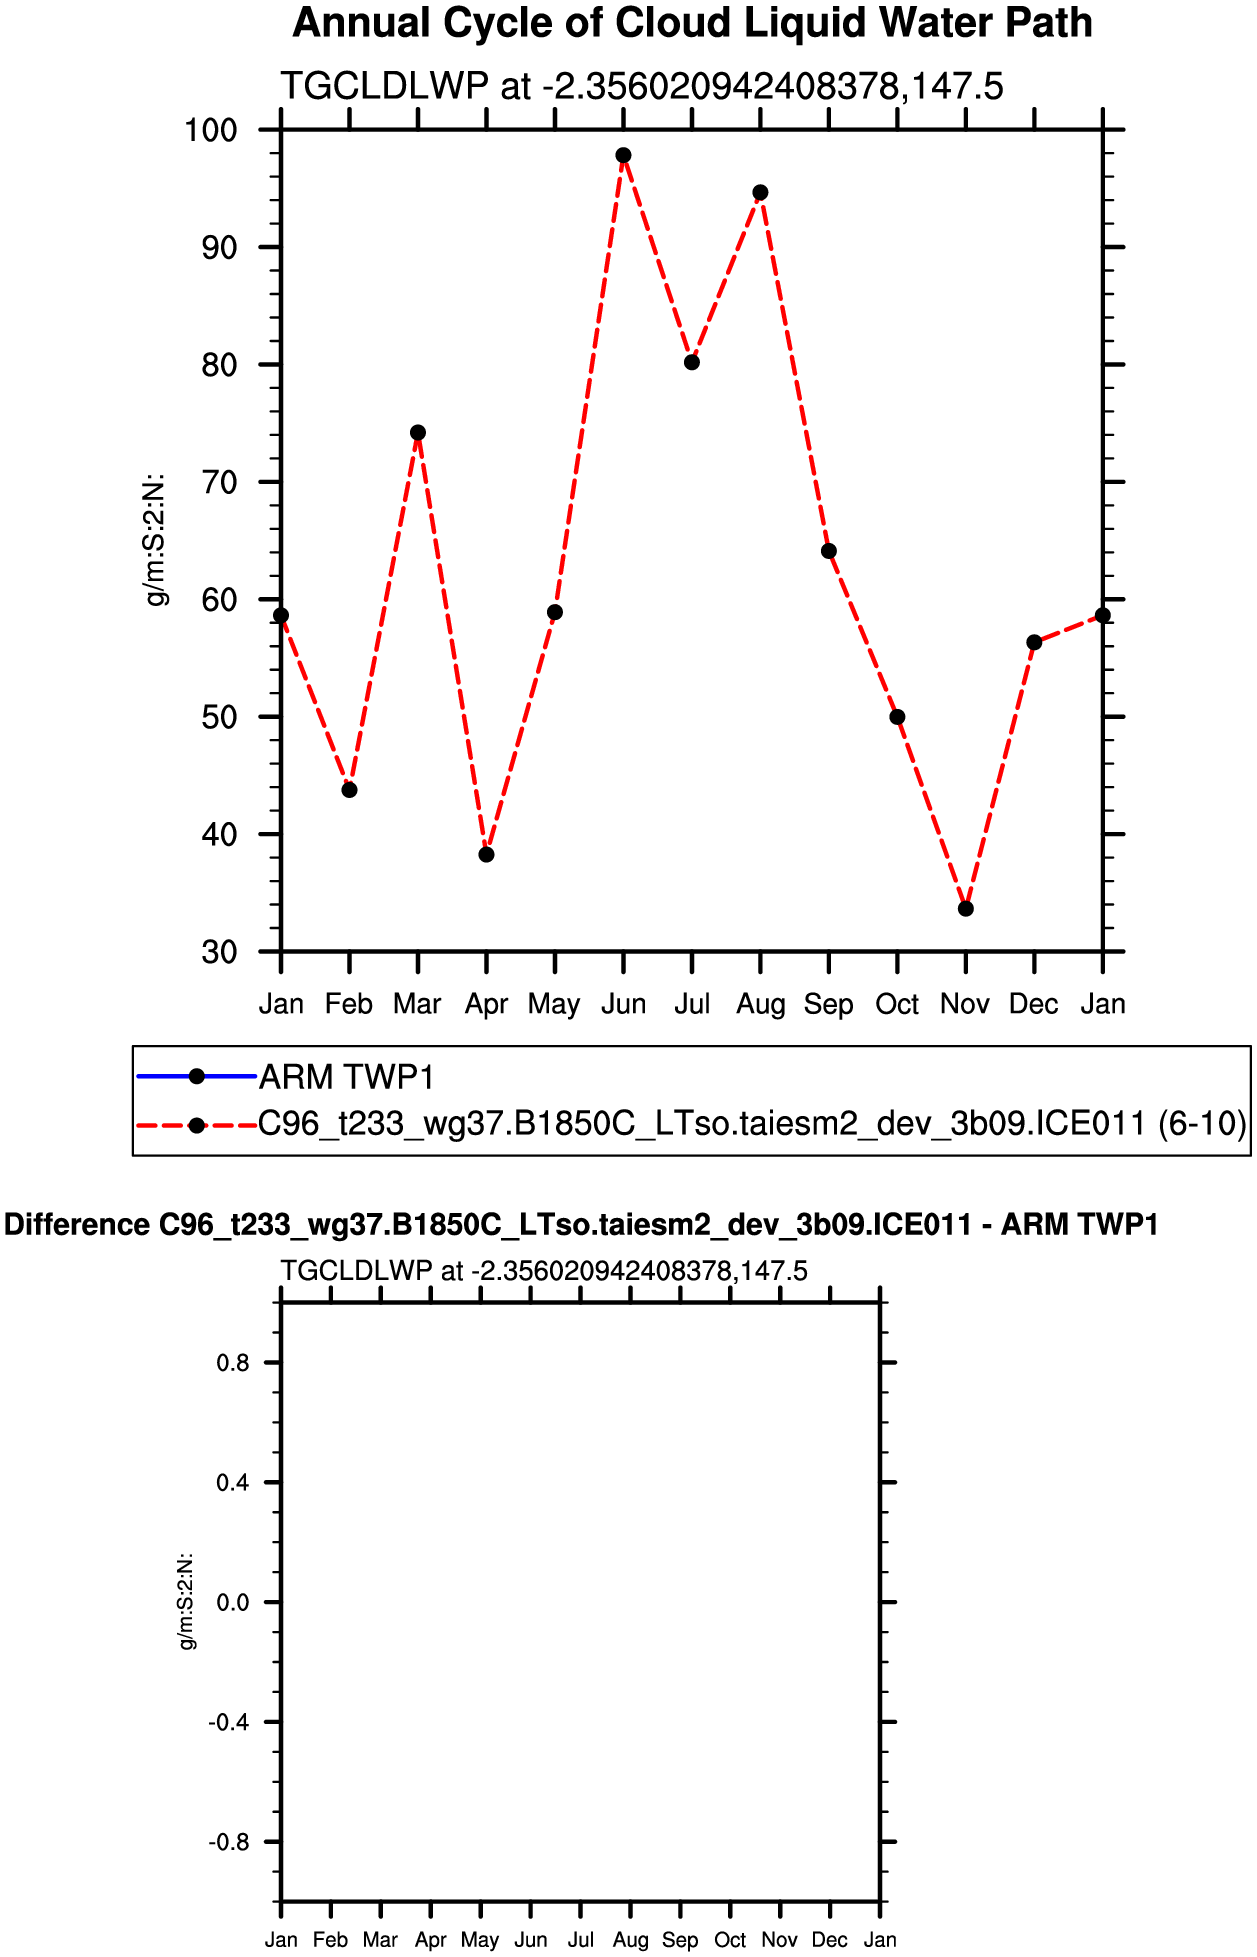 Annual Cycle of Cloud Liquid Water Path
TGCLDLWP at -2.356020942408378,147.5
100
90
80
70
60
50
40
30
g/m:S:2:N:
Jan Feb Mar Apr May Jun Jul Aug Sep Oct Nov Dec Jan
ARM TWP1
C96_t233_wg37.B1850C_LTso.taiesm2_dev_3b09.ICE011 (6-10)
Difference C96_t233_wg37.B1850C_LTso.taiesm2_dev_3b09.ICE011 - ARM TWP1
TGCLDLWP at -2.356020942408378,147.5
0.8
0.4
0.0
-0.4
-0.8
g/m:S:2:N:
Jan Feb Mar Apr May Jun Jul Aug Sep Oct Nov Dec Jan